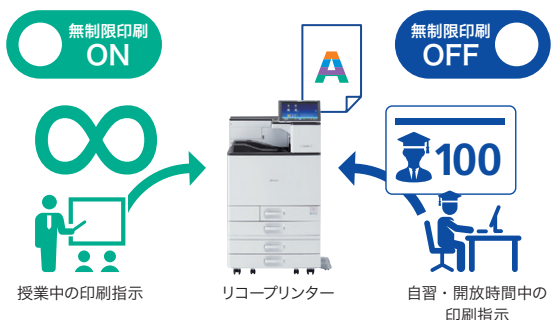 無制限印刷
ON
無制限印刷
OFF
A
100
授業中の印刷指示
リコープリンター
自習・開放時間中の
印刷指示